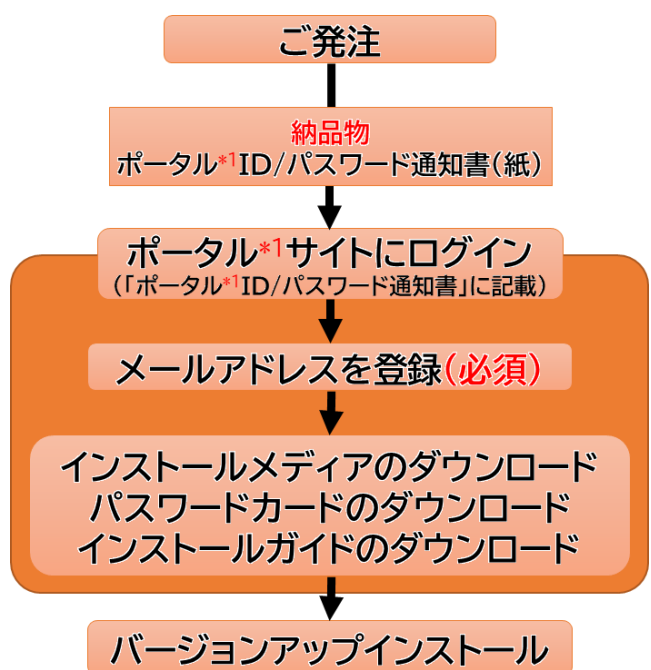 ご発注
納品物
ポータル*1ID/パスワード通知書(紙)
ポータル*1サイトにログイン
(「ポータル*1ID/パスワード通知書」に記載)
メールアドレスを登録(必須)
インストールメディアのダウンロード
パスワードカードのダウンロード
インストールガイドのダウンロード
バージョンアップインストール